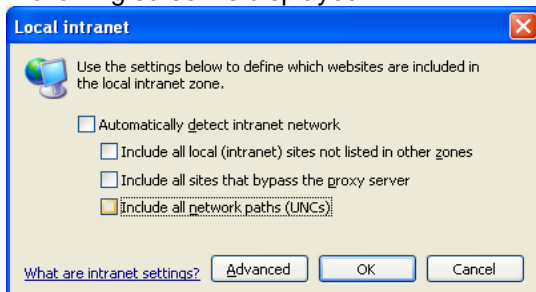 Local intranet
Use the settings below to define which websites are included in
the local intranet zone.
Automatically detect intranet network
Include all local (intranet) sites not listed in other zones
Include all sites that bypass the proxy server
Include all network paths (UNCs)
What are intranet settings?
Advanced
OK
Cancel